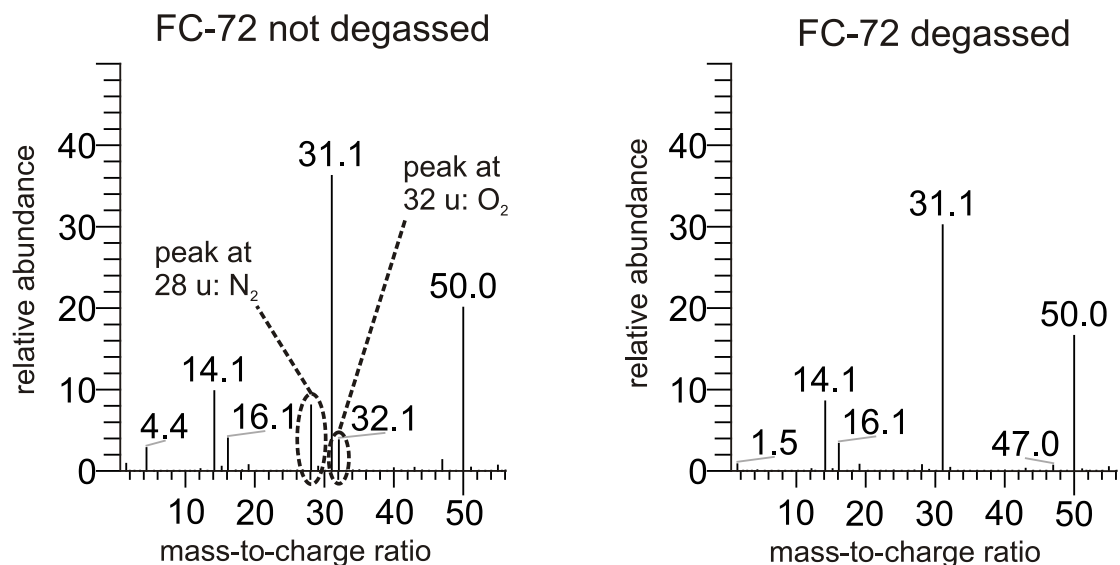 FC-72 not degassed
relative abundance
40
30
20
10
0
31.1
peak at
32 u: O₂
peak at
28 u: N₂
50.0
14.1
4.4
16.1
32.1
10 20 30 40 50
mass-to-charge ratio
FC-72 degassed
relative abundance
40
30
20
10
0
31.1
50.0
14.1
1.5
16.1
47.0
10 20 30 40 50
mass-to-charge ratio